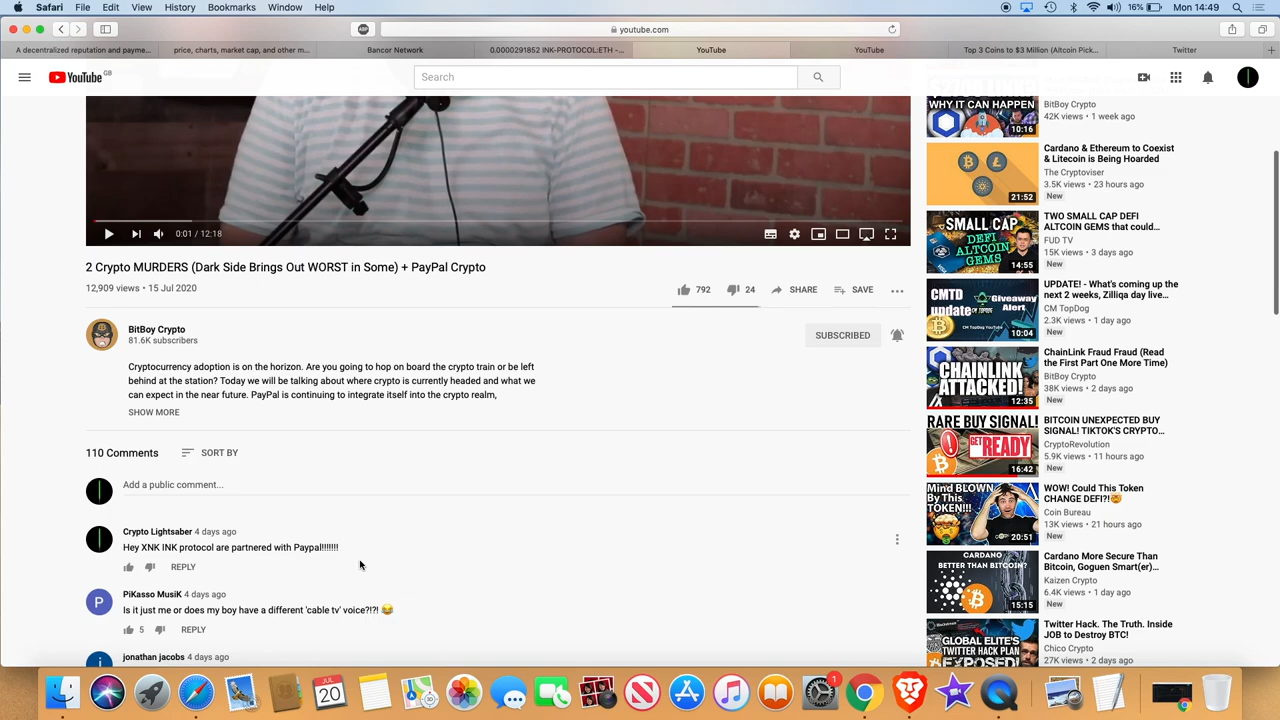 Safari File Edit View History Bookmarks Window Help
16% Mon 14:49
youtube.com
A decentralized reputation and payme...
price, charts, market cap, and other m...
Bancor Network
0.0000291852 INK-PROTOCOL:ETH -...
YouTube
YouTube
Top 3 Coins to $3 Million (Altcoin Pick...
Twitter
YouTube GB
Search
0:01 / 12:18
2 Crypto MURDERS (Dark Side Brings Out WORST in Some) + PayPal Crypto
12,909 views • 15 Jul 2020
792 24 SHARE SAVE
BitBoy Crypto
81.6K subscribers
SUBSCRIBED
Cryptocurrency adoption is on the horizon. Are you going to hop on board the crypto train or be left
behind at the station? Today we will be talking about where crypto is currently headed and what we
can expect in the near future. PayPal is continuing to integrate itself into the crypto realm,
SHOW MORE
110 Comments SORT BY
Add a public comment...
Crypto Lightsaber 4 days ago
Hey XNK INK protocol are partnered with Paypal!!!!!!!
REPLY
PiKasso MusiK 4 days ago
Is it just me or does my boy have a different 'cable tv' voice?!?! 😂
5 REPLY
jonathan jacobs 4 days ago
WHY IT CAN HAPPEN
10:16
BitBoy Crypto
42K views • 1 week ago
21:52
Cardano & Ethereum to Coexist
& Litecoin is Being Hoarded
The Cryptoviser
3.5K views • 23 hours ago
New
SMALL CAP
DEFI
ALTCOIN
GEMS
14:55
TWO SMALL CAP DEFI
ALTCOIN GEMS that could...
FUD TV
15K views • 3 days ago
New
CMTD
update
Giveaway
Alert
CM TopDog YouTube
10:04
UPDATE! - What's coming up the
next 2 weeks, Zilliqa day live...
CM TopDog
2.3K views • 1 day ago
New
CHAINLINK
ATTACKED!
12:35
ChainLink Fraud Fraud (Read
the First Part One More Time)
BitBoy Crypto
38K views • 2 days ago
New
RARE BUY SIGNAL!
GET
READY
16:42
BITCOIN UNEXPECTED BUY
SIGNAL! TIKTOK'S CRYPTO...
CryptoRevolution
5.9K views • 11 hours ago
New
Mind BLOWN
By This
TOKEN!!!
20:51
WOW! Could This Token
CHANGE DEFI?!🤯
Coin Bureau
13K views • 21 hours ago
New
CARDANO
BETTER THAN BITCOIN?
15:15
Cardano More Secure Than
Bitcoin, Goguen Smart(er)...
Kaizen Crypto
6.4K views • 1 day ago
New
GLOBAL ELITE'S
TWITTER HACK PLAN
EXPOSED!
Twitter Hack. The Truth. Inside
JOB to Destroy BTC!
Chico Crypto
27K views • 2 days ago
JUL
20
1